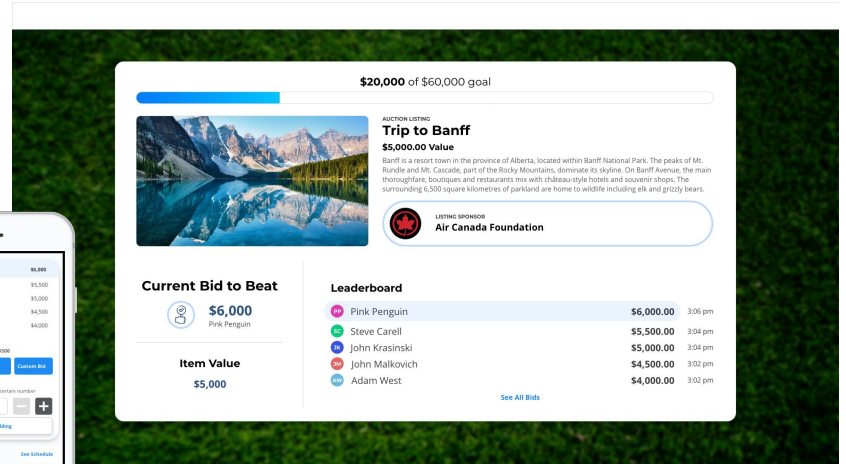 $20,000 of $60,000 goal
AUCTION LISTING
Trip to Banff
$5,000.00 Value
Banff is a resort town in the province of Alberta, located within Banff National Park. The peaks of Mt.
Rundle and Mt. Cascade, part of the Rocky Mountains, dominate its skyline. On Banff Avenue, the main
thoroughfare, boutiques and restaurants mix with château-style hotels and souvenir shops. The
surrounding 6,500 square kilometres of parkland are home to wildlife including elk and grizzly bears.
LISTING SPONSOR
Air Canada Foundation
Current Bid to Beat
$6,000
Pink Penguin
Item Value
$5,000
Leaderboard
PP Pink Penguin $6,000.00 3:06 pm
SC Steve Carell $5,500.00 3:04 pm
JK John Krasinski $5,000.00 3:04 pm
JM John Malkovich $4,500.00 3:02 pm
AW Adam West $4,000.00 3:02 pm
See All Bids
$6,000
$5,500
$5,000
$4,500
$4,000
Custom Bid
certain number
See Schedule